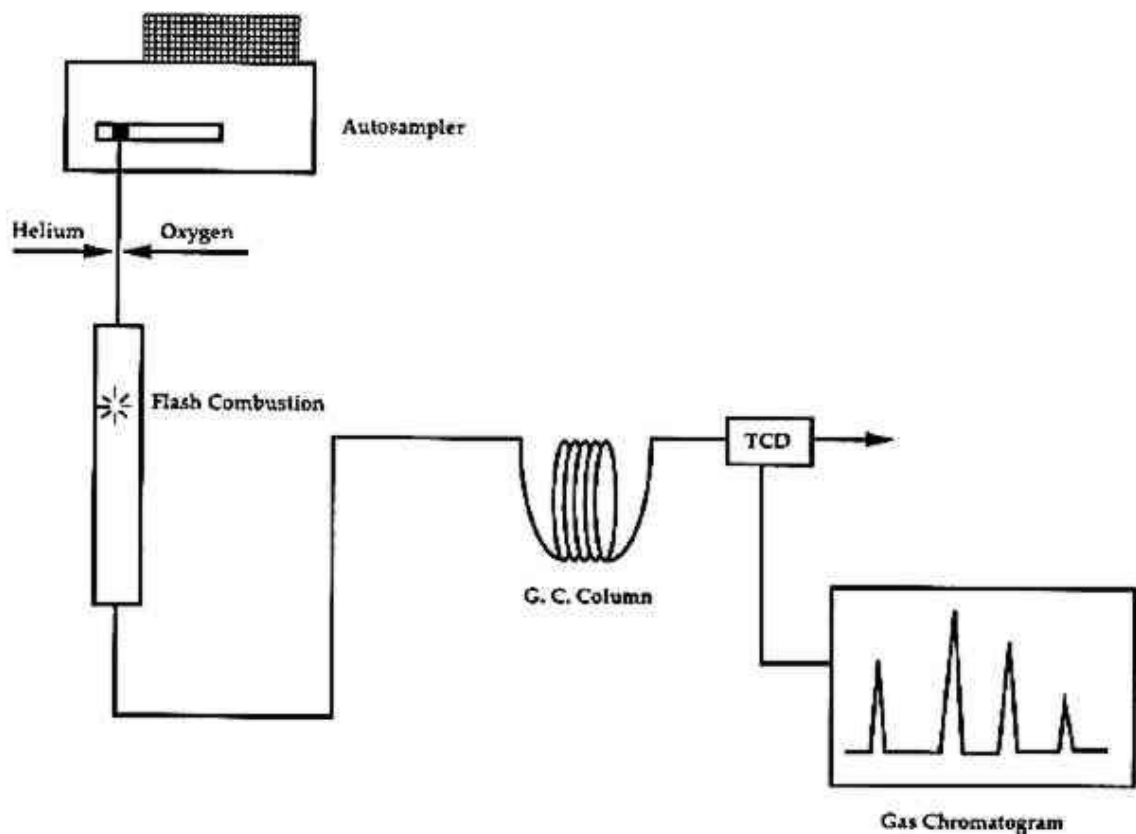 Autosampler
Helium Oxygen
Flash Combustion
TCD
G. C. Column
Gas Chromatogram